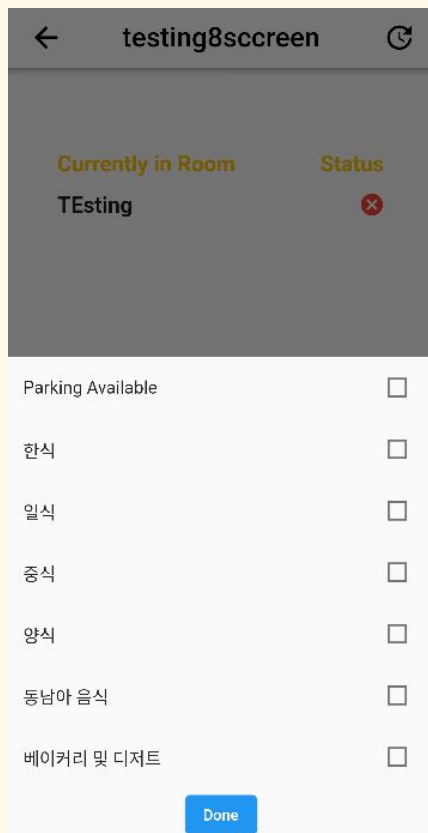 testing8sccreen
Currently in Room Status
TEsting
Parking Available
한식
일식
중식
양식
동남아 음식
베이커리 및 디저트
Done